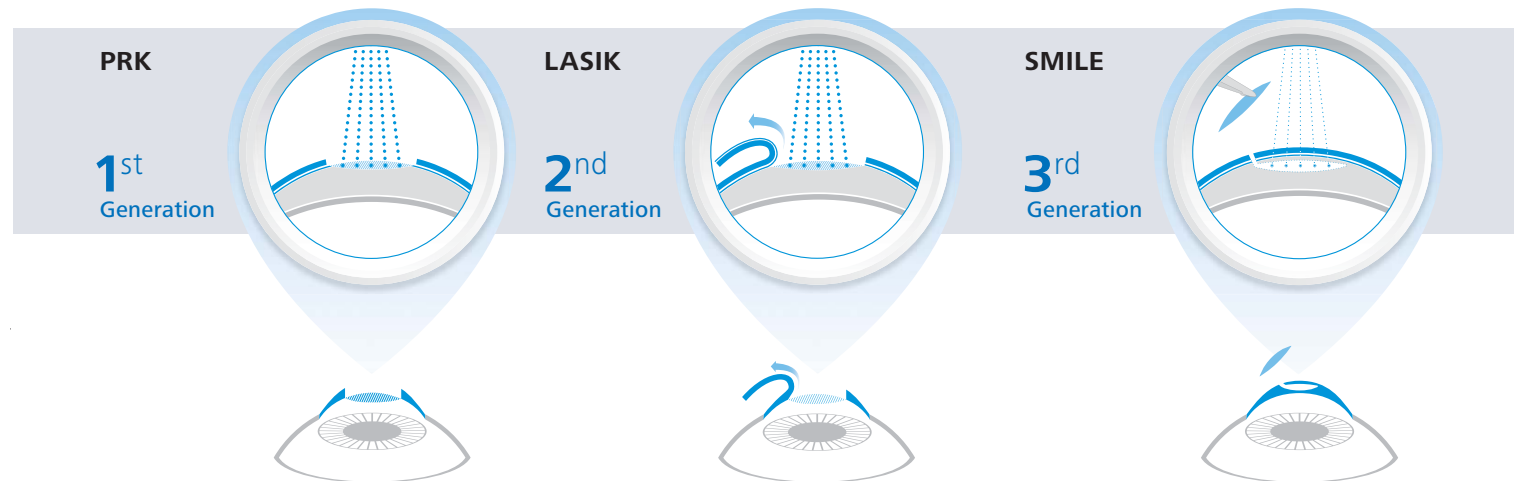 PRK
1st
Generation
LASIK
2nd
Generation
SMILE
3rd
Generation